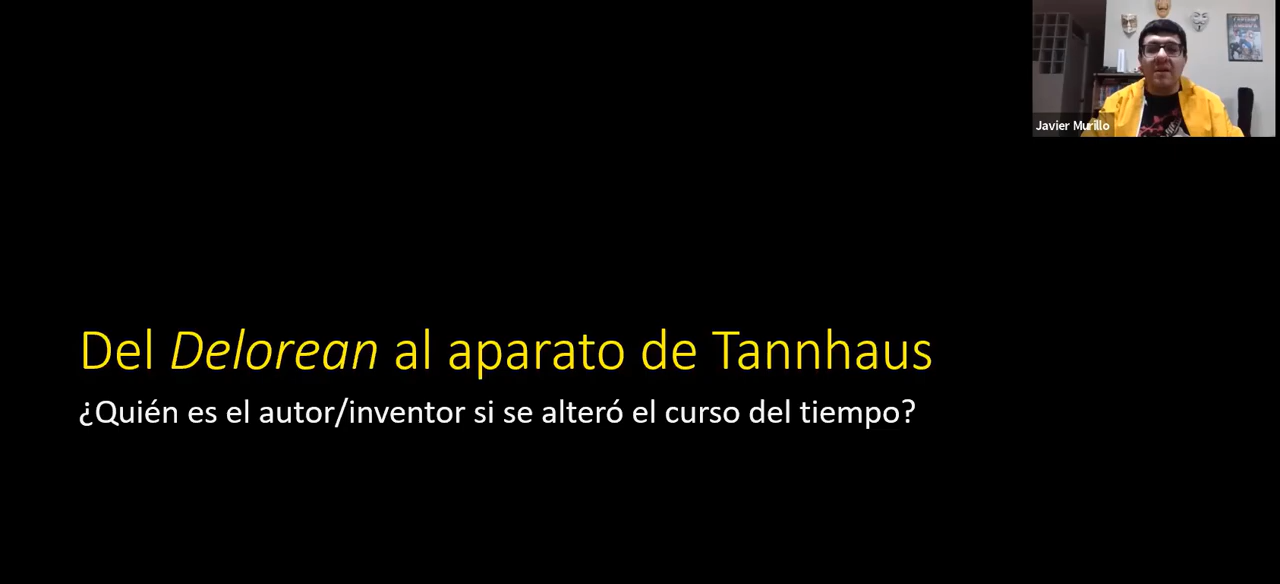 Javier Murillo
Del Delorean al aparato de Tannhaus
¿Quién es el autor/inventor si se alteró el curso del tiempo?